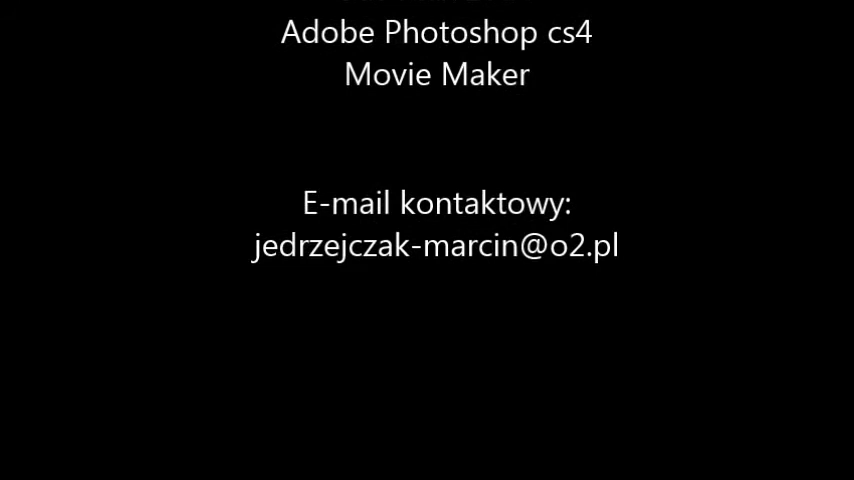 Adobe Photoshop cs4
Movie Maker
E-mail kontaktowy:
jedrzejczak-marcin@o2.pl